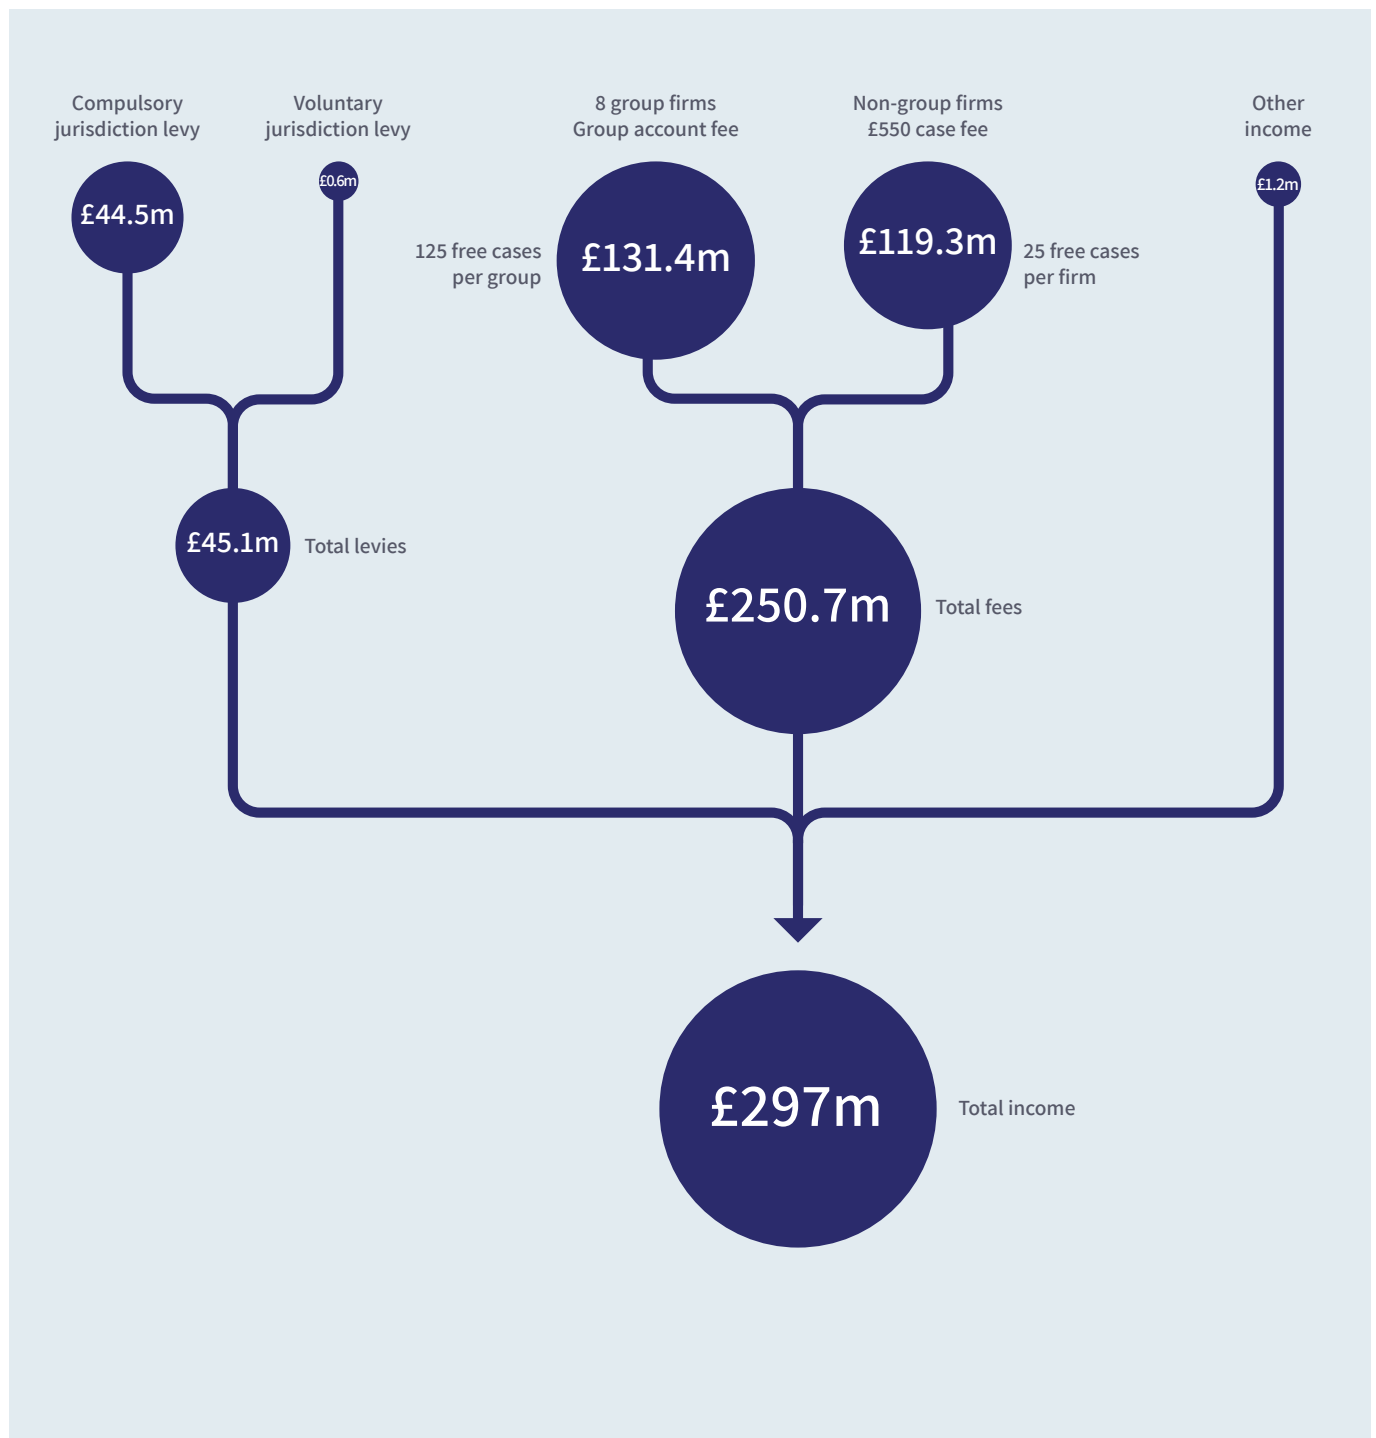 Compulsory
jurisdiction levy
Voluntary
jurisdiction levy
8 group firms
Group account fee
Non-group firms
£550 case fee
Other
income
£44.5m
£0.6m
125 free cases
per group
£131.4m
£119.3m
25 free cases
per firm
£1.2m
£45.1m
Total levies
£250.7m
Total fees
£297m
Total income